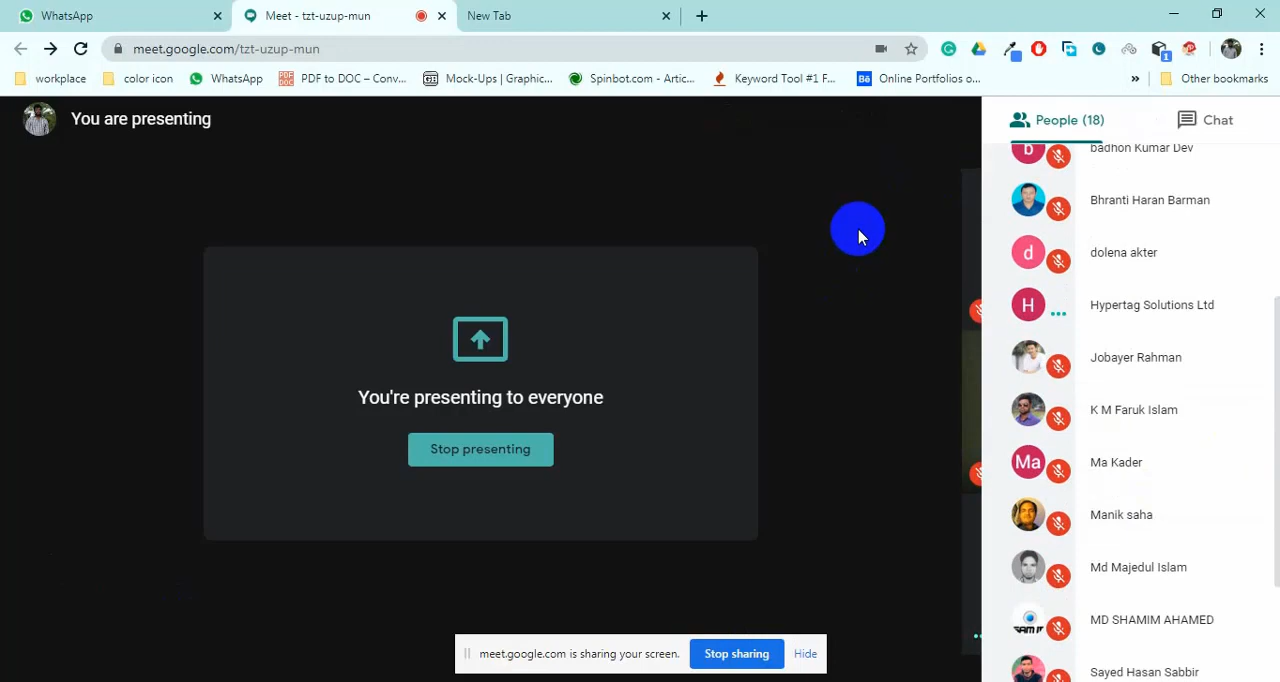 WhatsApp
Meet - tzt-uzup-mun
New Tab
meet.google.com/tzt-uzup-mun
workplace
color icon
WhatsApp
PDF to DOC – Conv...
Mock-Ups | Graphic...
Spinbot.com - Artic...
Keyword Tool #1 F...
Bē Online Portfolios o...
»
Other bookmarks
You are presenting
People (18)
Chat
b badhon Kumar Dev
Bhranti Haran Barman
d dolena akter
H Hypertag Solutions Ltd
Jobayer Rahman
K M Faruk Islam
Ma Ma Kader
Manik saha
Md Majedul Islam
MD SHAMIM AHAMED
Sayed Hasan Sabbir
You're presenting to everyone
Stop presenting
meet.google.com is sharing your screen.
Stop sharing
Hide